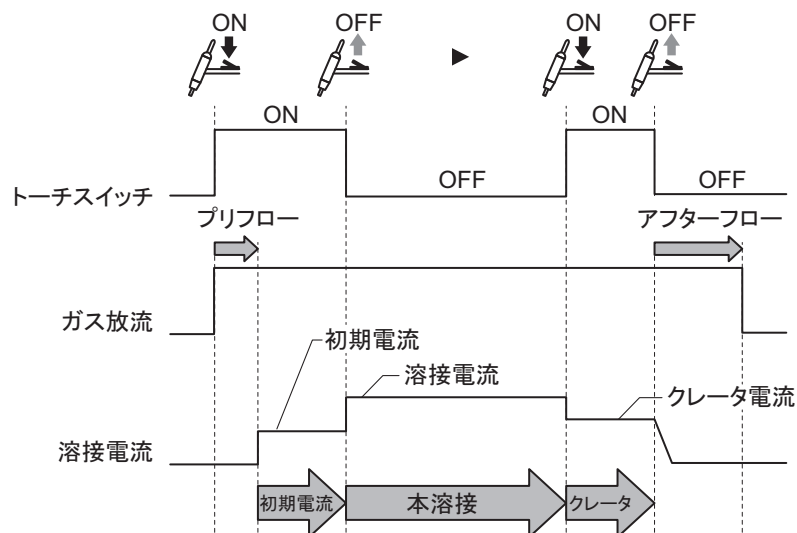 ON
OFF
ON
OFF
ON
ON
トーチスイッチ
OFF
OFF
プリフロー
アフターフロー
ガス放流
初期電流
溶接電流
クレータ電流
溶接電流
初期電流
本溶接
クレータ